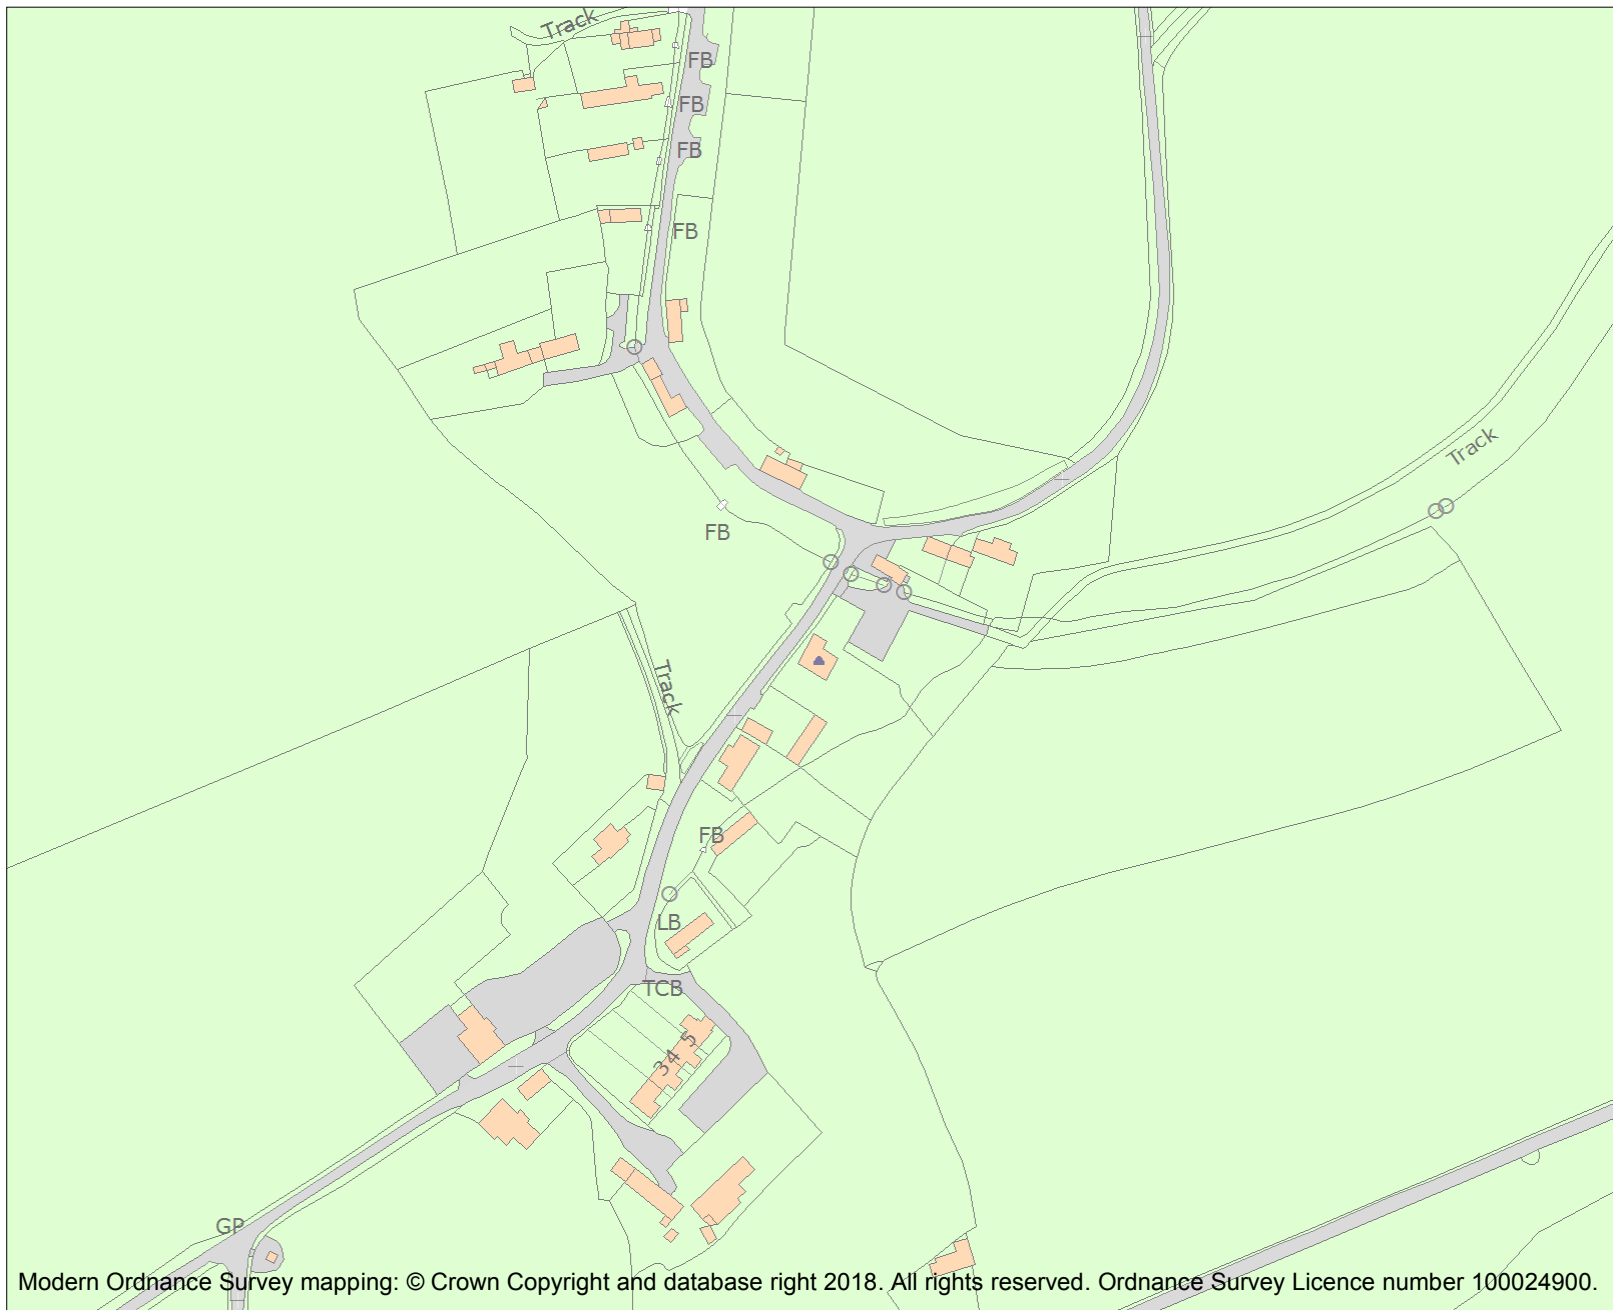 Track
FB
FB
FB
FB
Track
FB
Track
FB
LB
TCB
3 4 5
GP
Modern Ordnance Survey mapping: © Crown Copyright and database right 2018. All rights reserved. Ordnance Survey Licence number 100024900.